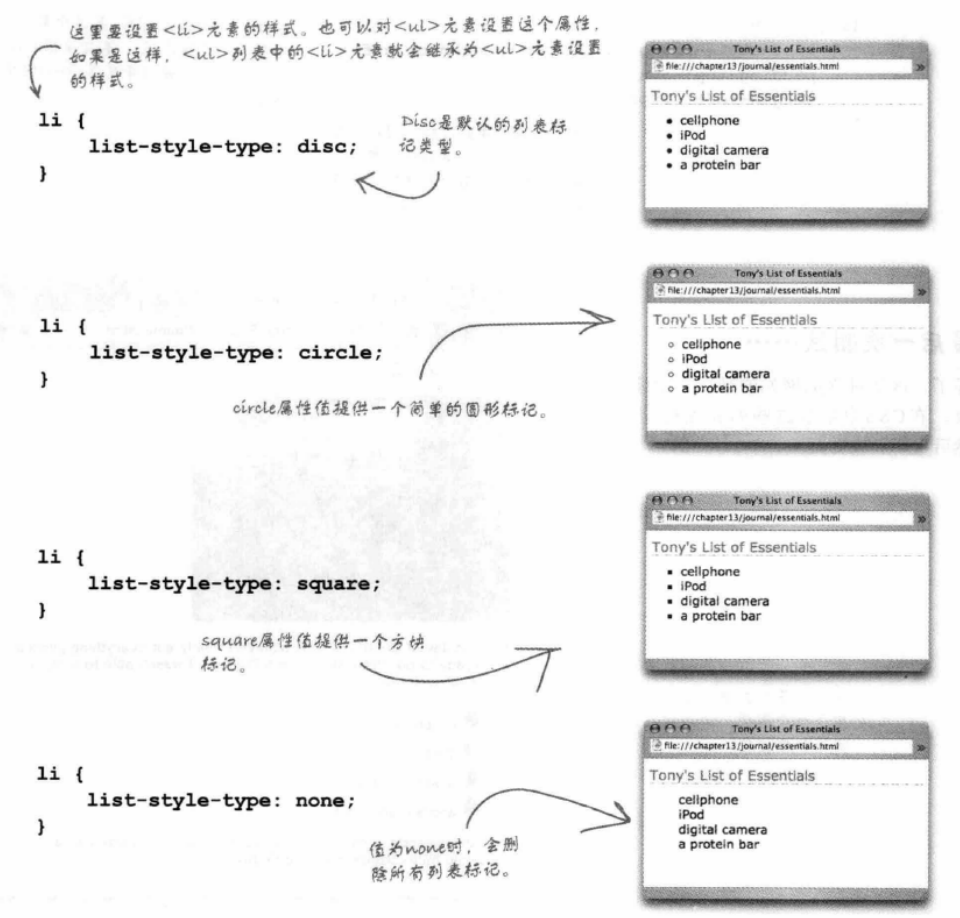 这里要设置<li>元素的样式。也可以对<ul>元素设置这个属性，
如果是这样，<ul>列表中的<li>元素就会继承为<ul>元素设置
的样式。
li {
list-style-type: disc;
}
Disc是默认的列表标
记类型。
Tony's List of Essentials
file:///chapter13/journal/essentials.html
»
Tony's List of Essentials
• cellphone
• iPod
• digital camera
• a protein bar
li {
list-style-type: circle;
}
circle属性值提供一个简单的圆形标记。
Tony's List of Essentials
file:///chapter13/journal/essentials.html
»
Tony's List of Essentials
◦ cellphone
◦ iPod
◦ digital camera
◦ a protein bar
li {
list-style-type: square;
}
square属性值提供一个方块
标记。
Tony's List of Essentials
file:///chapter13/journal/essentials.html
»
Tony's List of Essentials
▪ cellphone
▪ iPod
▪ digital camera
▪ a protein bar
li {
list-style-type: none;
}
值为none时，会删
除所有列表标记。
Tony's List of Essentials
file:///chapter13/journal/essentials.html
»
Tony's List of Essentials
cellphone
iPod
digital camera
a protein bar